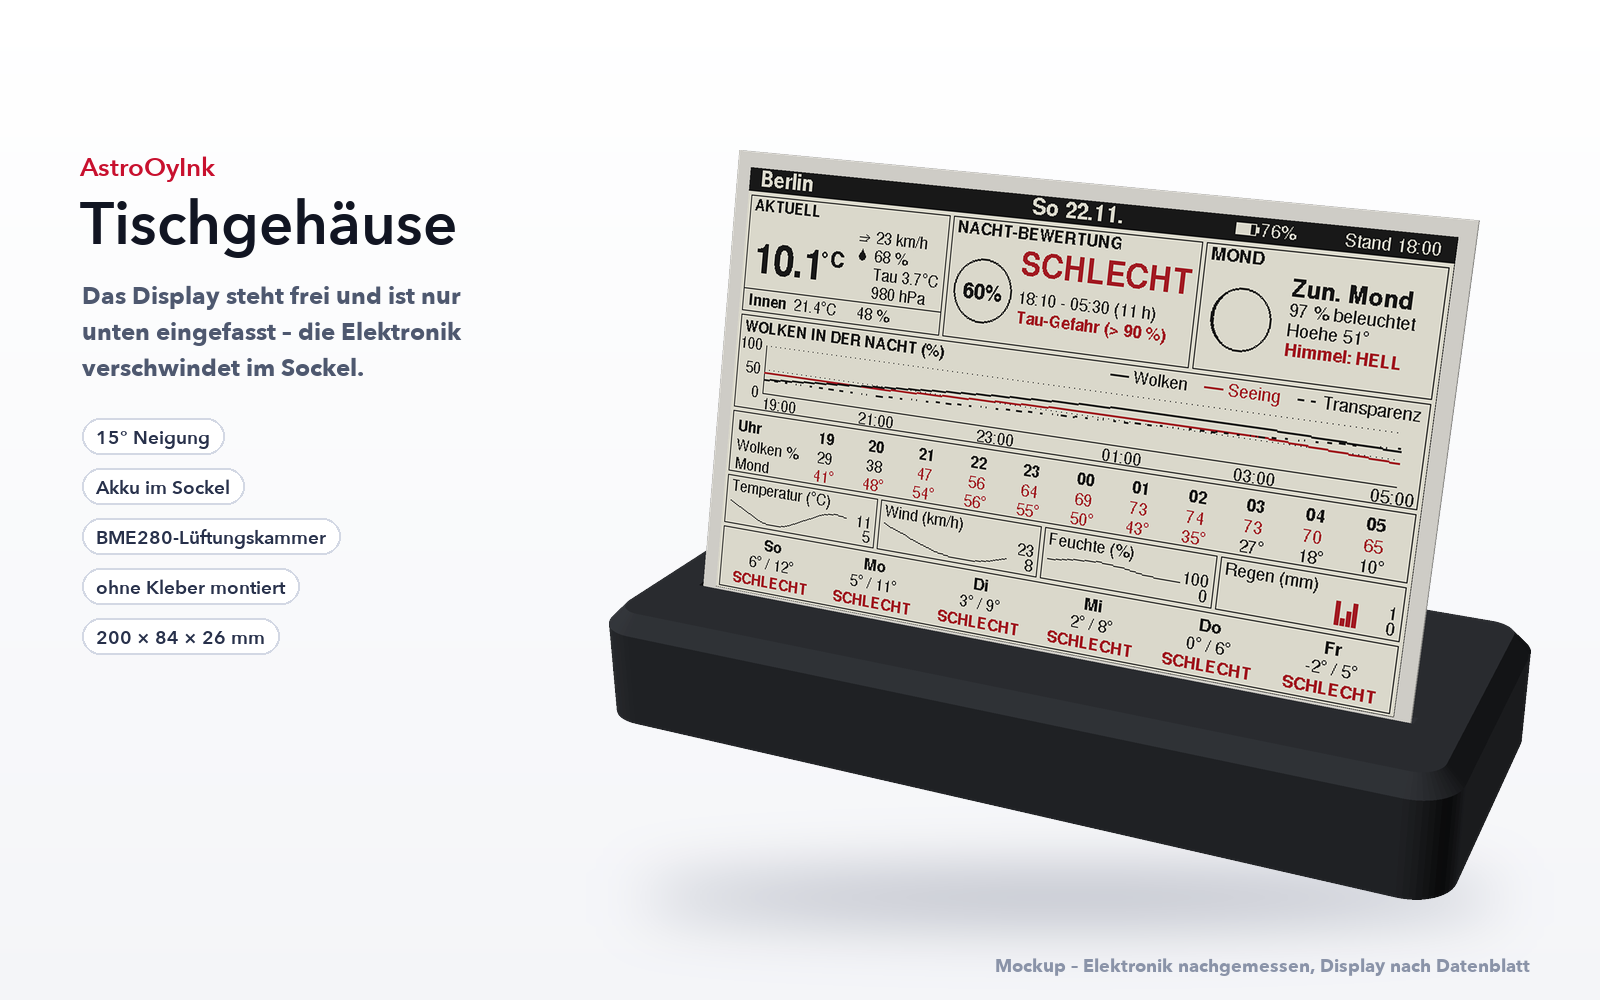 AstroOyInk
Tischgehäuse
Das Display steht frei und ist nur
unten eingefasst – die Elektronik
verschwindet im Sockel.
15° Neigung
Akku im Sockel
BME280-Lüftungskammer
ohne Kleber montiert
200 × 84 × 26 mm
Berlin
So 22.11.
76%
Stand 18:00
AKTUELL
10.1°C
⇒ 23 km/h
68 %
Tau 3.7°C
980 hPa
Innen 21.4°C 48 %
NACHT-BEWERTUNG
60%
SCHLECHT
18:10 - 05:30 (11 h)
Tau-Gefahr (> 90 %)
MOND
Zun. Mond
97 % beleuchtet
Hoehe 51°
Himmel: HELL
WOLKEN IN DER NACHT (%)
Wolken Seeing Transparenz
100
50
0
19:00 21:00 23:00 01:00 03:00 05:00
Uhr 19 20 21 22 23 00 01 02 03 04 05
Wolken % 29 38 47 56 64 69 73 74 73 70 65
Mond 41° 48° 54° 56° 55° 50° 43° 35° 27° 18° 10°
Temperatur (°C)
11
5
Wind (km/h)
23
8
Feuchte (%)
100
0
Regen (mm)
1
0
So Mo Di Mi Do Fr
6° / 12° 5° / 11° 3° / 9° 2° / 8° 0° / 6° -2° / 5°
SCHLECHT SCHLECHT SCHLECHT SCHLECHT SCHLECHT SCHLECHT
Mockup – Elektronik nachgemessen, Display nach Datenblatt